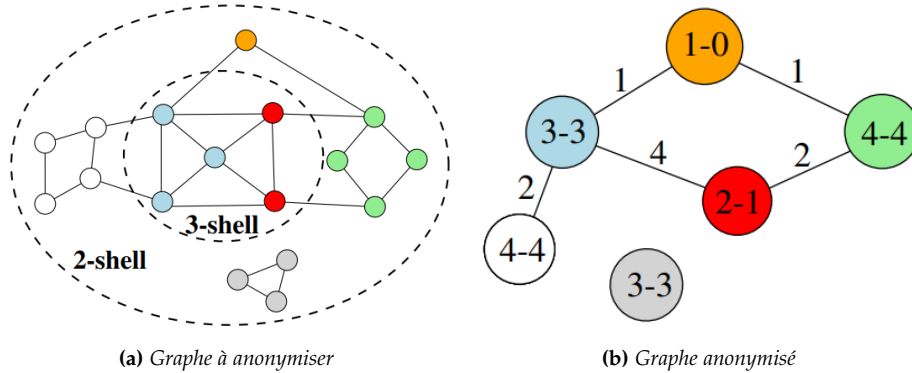 3-shell
2-shell
(a) Graphe à anonymiser
1-0
1
1
3-3
4-4
4
2
2
2-1
4-4
3-3
(b) Graphe anonymisé